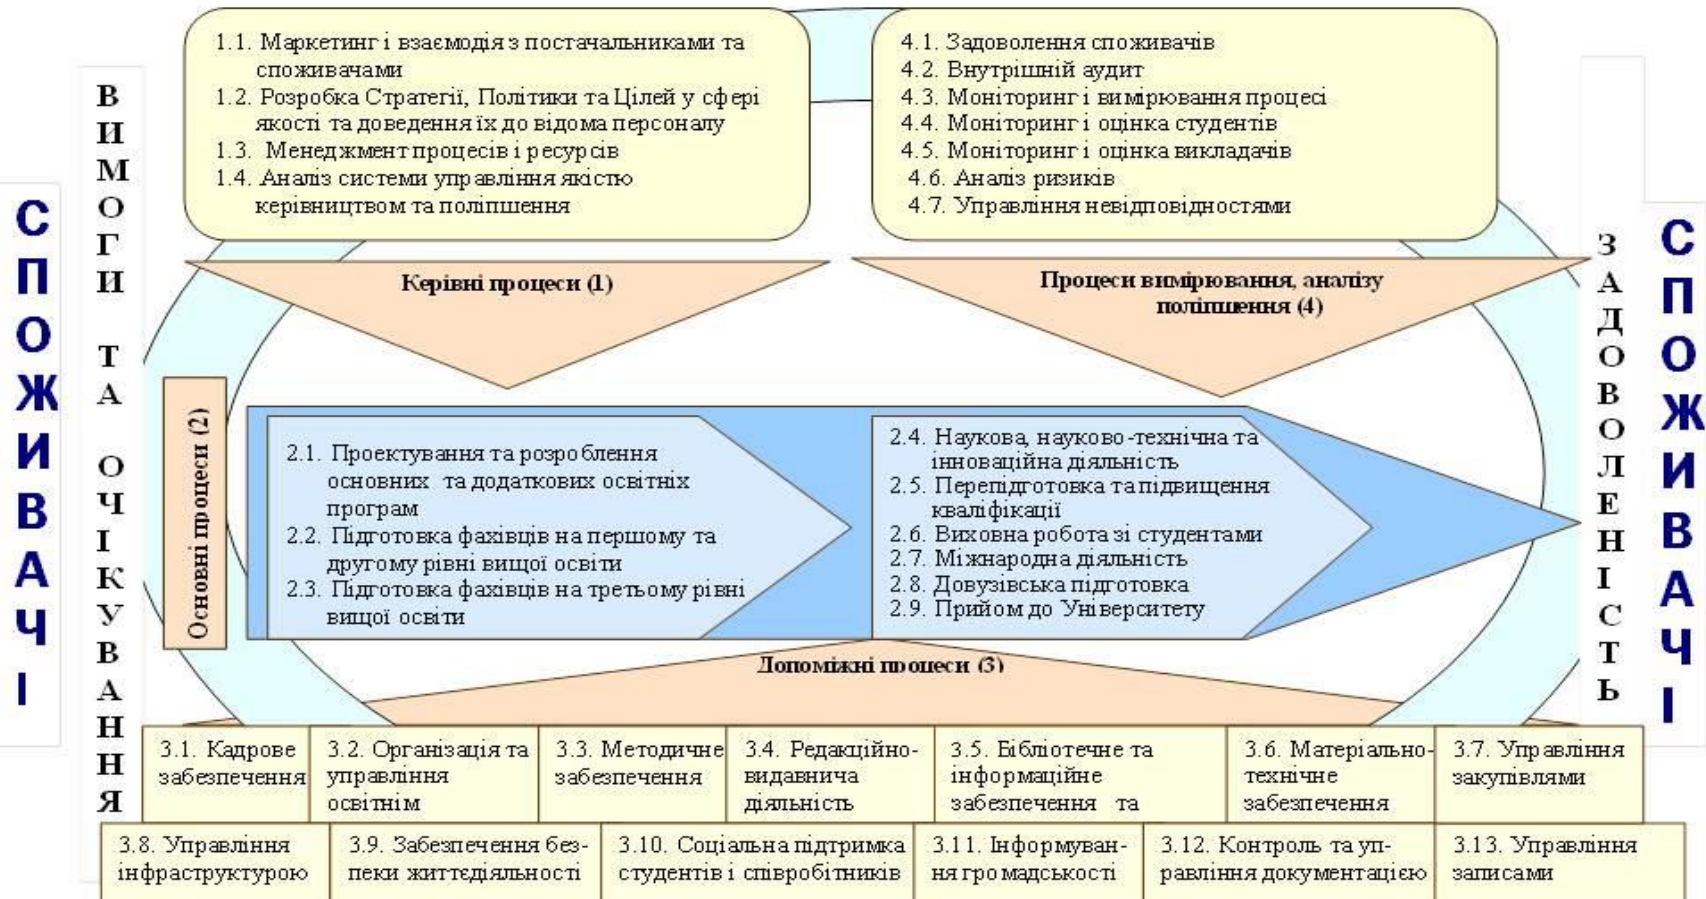 СПОЖИВАЧІ
ВИМОГИ ТА ОЧІКУВАННЯ
1.1. Маркетинг і взаємодія з постачальниками та
споживачами
1.2. Розробка Стратегії, Політики та Цілей у сфері
якості та доведення їх до відома персоналу
1.3. Менеджмент процесів і ресурсів
1.4. Аналіз системи управління якістю
керівництвом та поліпшення
4.1. Задоволення споживачів
4.2. Внутрішній аудит
4.3. Моніторинг і вимірювання процесі
4.4. Моніторинг і оцінка студентів
4.5. Моніторинг і оцінка викладачів
4.6. Аналіз ризиків
4.7. Управління невідповідностями
Керівні процеси (1)
Процеси вимірювання, аналізу
поліпшення (4)
Основні процеси (2)
2.1. Проектування та розроблення
основних та додаткових освітніх
програм
2.2. Підготовка фахівців на першому та
другому рівні вищої освіти
2.3. Підготовка фахівців на третьому рівні
вищої освіти
2.4. Наукова, науково-технічна та
інноваційна діяльність
2.5. Перепідготовка та підвищення
кваліфікації
2.6. Виховна робота зі студентами
2.7. Міжнародна діяльність
2.8. Довузівська підготовка
2.9. Прийом до Університету
Допоміжні процеси (3)
3.1. Кадрове
забезпечення
3.2. Організація та
управління
освітнім
3.3. Методичне
забезпечення
3.4. Редакційно-
видавнича
діяльність
3.5. Бібліотечне та
інформаційне
забезпечення та
3.6. Матеріально-
технічне
забезпечення
3.7. Управління
закупівлями
3.8. Управління
інфраструктурою
3.9. Забезпечення без-
пеки життєдіяльності
3.10. Соціальна підтримка
студентів і співробітників
3.11. Інформуван-
ня громадськості
3.12. Контроль та уп-
равління документацією
3.13. Управління
записами
ЗАДОВОЛЕНІСТЬ
СПОЖИВАЧІ